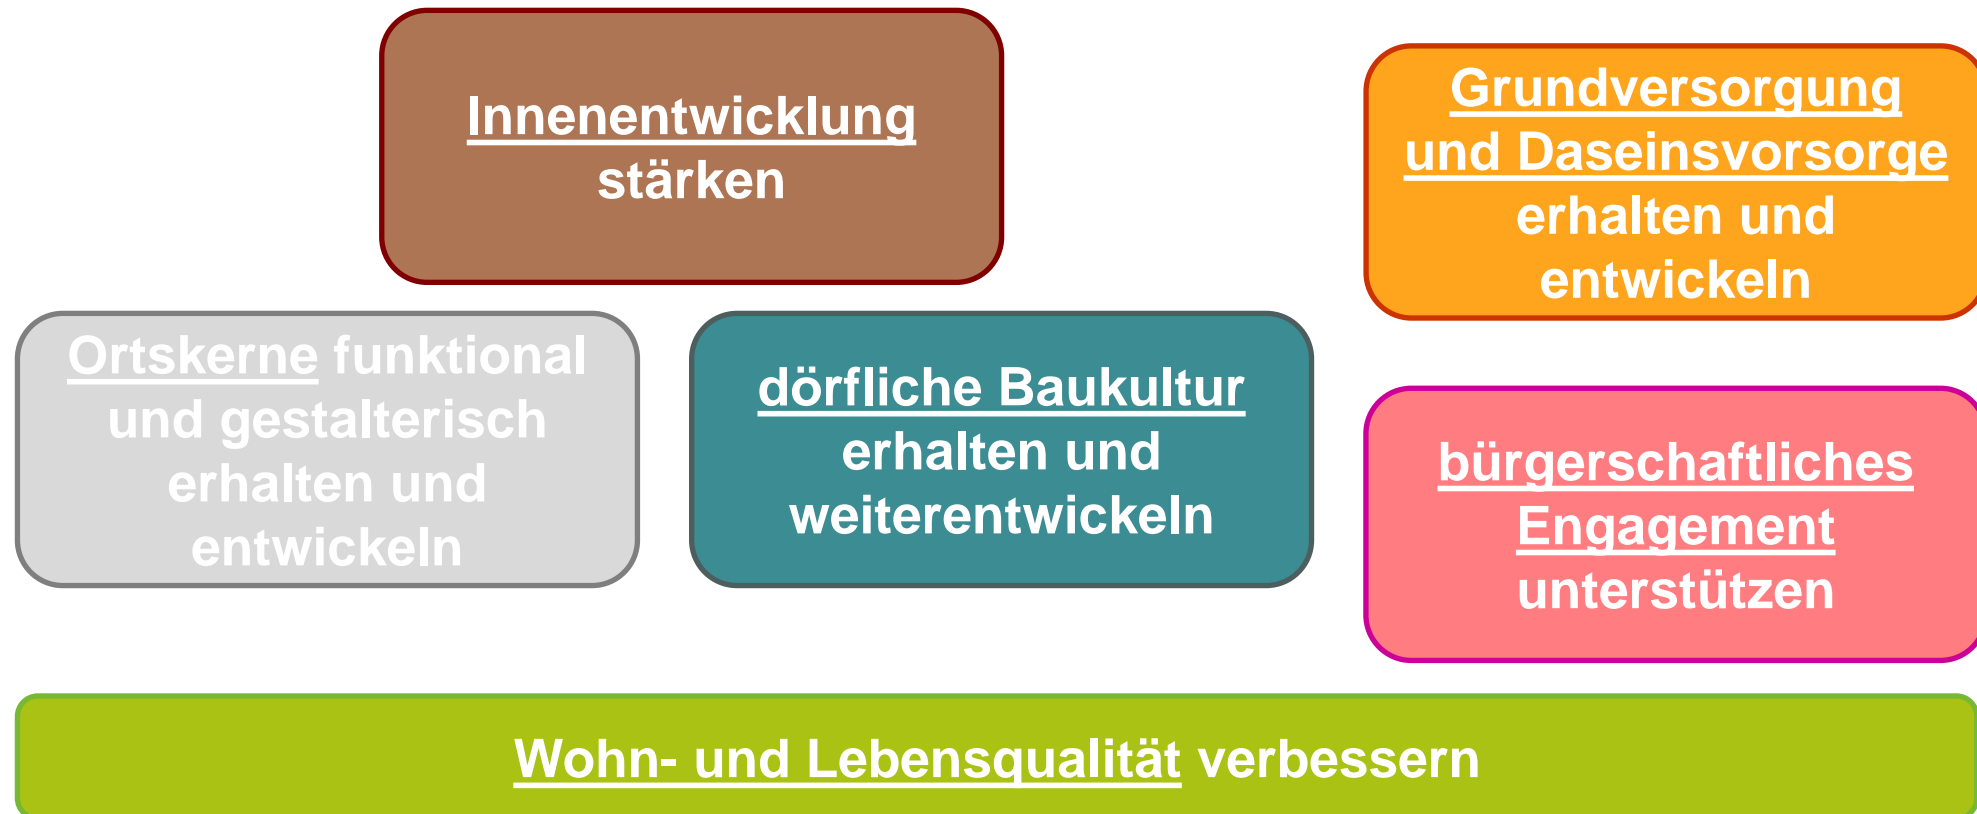 Innenentwicklung
stärken
Grundversorgung
und Daseinsvorsorge
erhalten und
entwickeln
Ortskerne funktional
und gestalterisch
erhalten und
entwickeln
dörfliche Baukultur
erhalten und
weiterentwickeln
bürgerschaftliches
Engagement
unterstützen
Wohn- und Lebensqualität verbessern